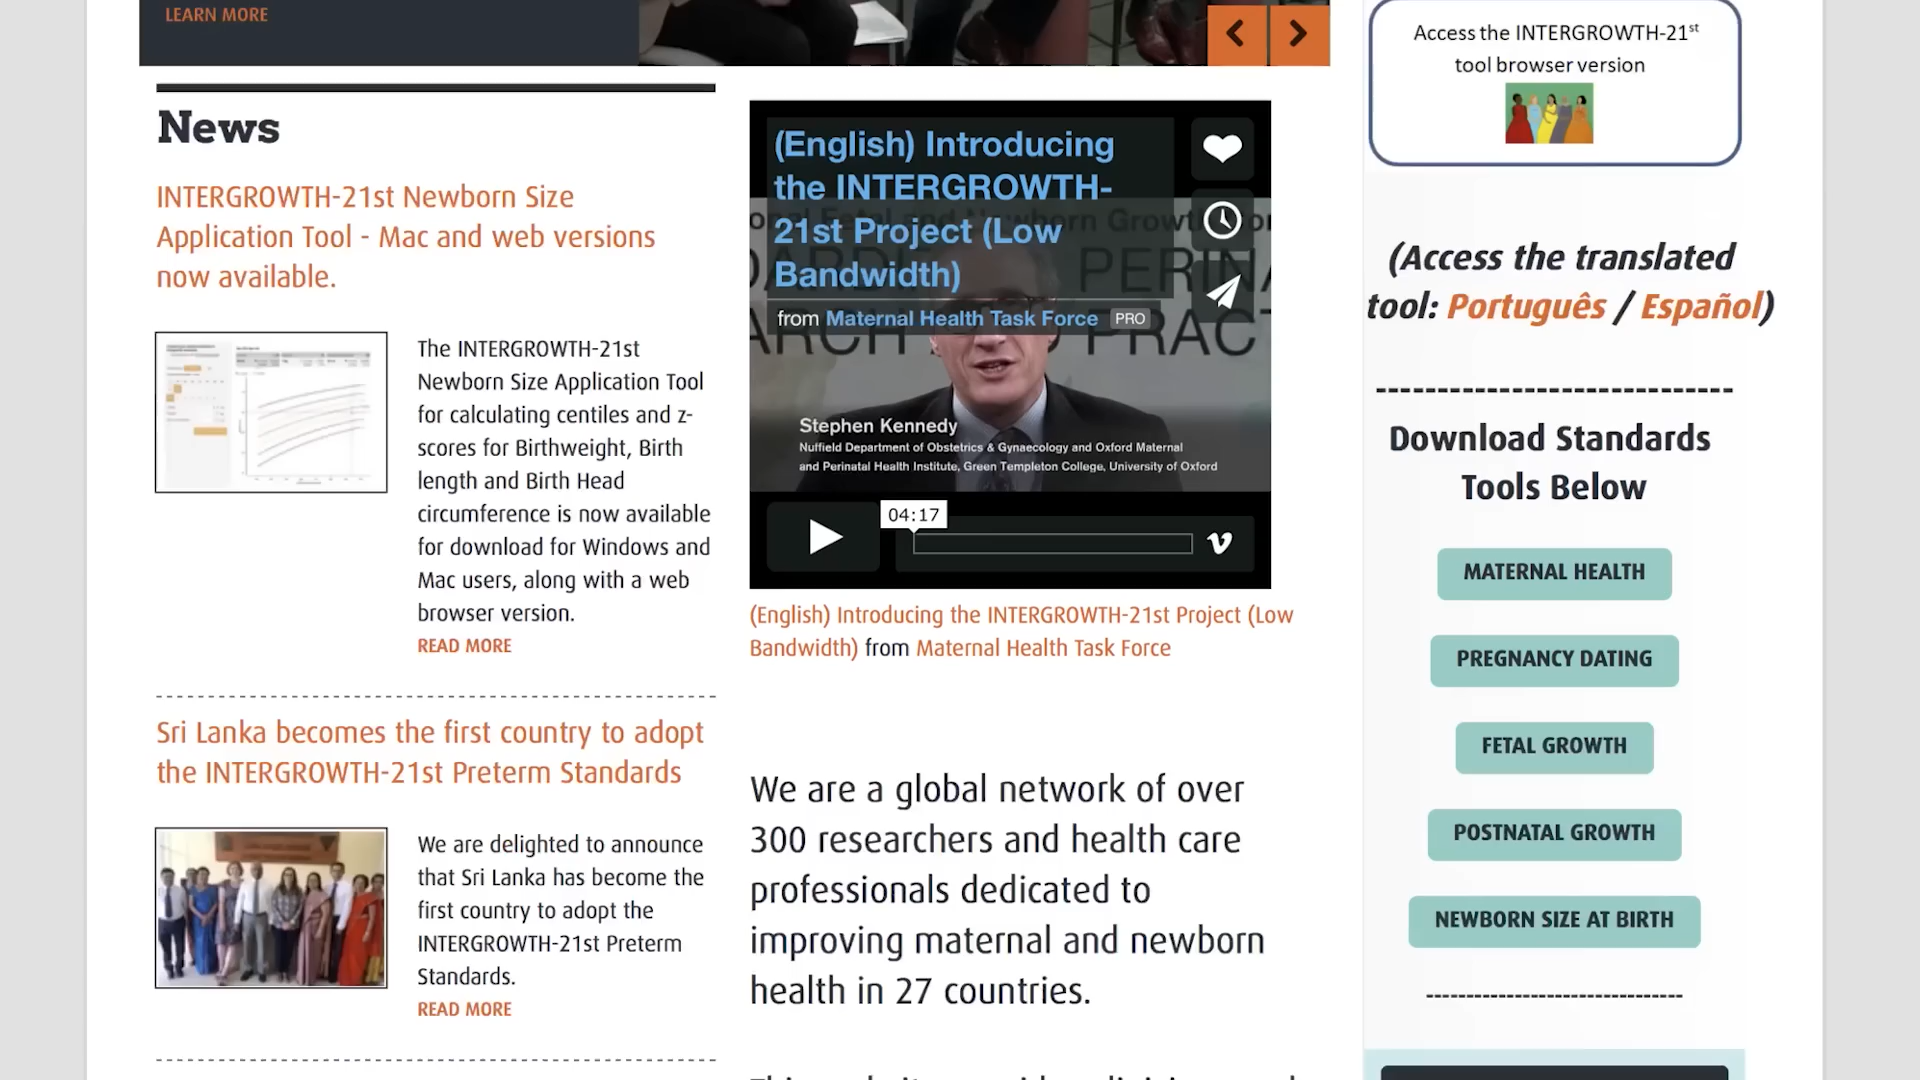 LEARN MORE
News
INTERGROWTH-21st Newborn Size
Application Tool - Mac and web versions
now available.
The INTERGROWTH-21st
Newborn Size Application Tool
for calculating centiles and z-
scores for Birthweight, Birth
length and Birth Head
circumference is now available
for download for Windows and
Mac users, along with a web
browser version.
READ MORE
Sri Lanka becomes the first country to adopt
the INTERGROWTH-21st Preterm Standards
We are delighted to announce
that Sri Lanka has become the
first country to adopt the
INTERGROWTH-21st Preterm
Standards.
READ MORE
(English) Introducing
the INTERGROWTH-
21st Project (Low
Bandwidth)
from Maternal Health Task Force PRO
Stephen Kennedy
Nuffield Department of Obstetrics & Gynaecology and Oxford Maternal
and Perinatal Health Institute, Green Templeton College, University of Oxford
04:17
(English) Introducing the INTERGROWTH-21st Project (Low
Bandwidth) from Maternal Health Task Force
We are a global network of over
300 researchers and health care
professionals dedicated to
improving maternal and newborn
health in 27 countries.
Access the INTERGROWTH-21st
tool browser version
(Access the translated
tool: Português / Español)
Download Standards
Tools Below
MATERNAL HEALTH
PREGNANCY DATING
FETAL GROWTH
POSTNATAL GROWTH
NEWBORN SIZE AT BIRTH